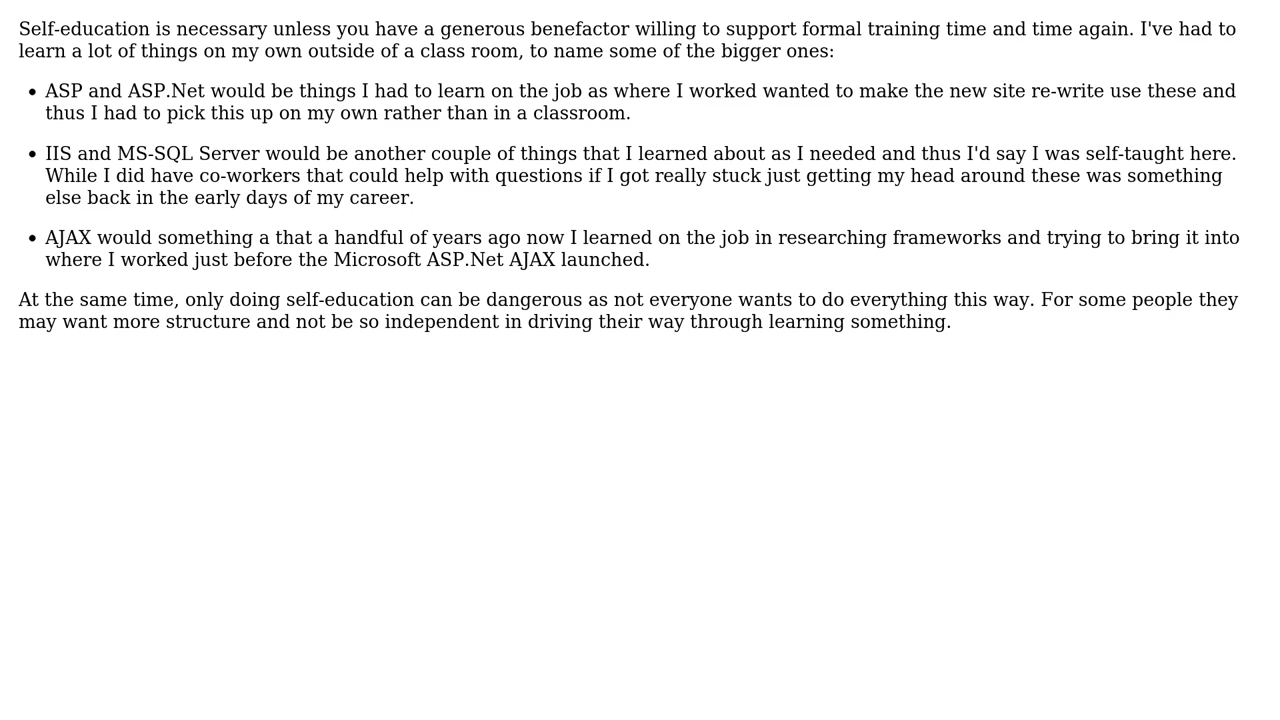 Self-education is necessary unless you have a generous benefactor willing to support formal training time and time again. I've had to
learn a lot of things on my own outside of a class room, to name some of the bigger ones:
• ASP and ASP.Net would be things I had to learn on the job as where I worked wanted to make the new site re-write use these and
thus I had to pick this up on my own rather than in a classroom.
• IIS and MS-SQL Server would be another couple of things that I learned about as I needed and thus I'd say I was self-taught here.
While I did have co-workers that could help with questions if I got really stuck just getting my head around these was something
else back in the early days of my career.
• AJAX would something a that a handful of years ago now I learned on the job in researching frameworks and trying to bring it into
where I worked just before the Microsoft ASP.Net AJAX launched.
At the same time, only doing self-education can be dangerous as not everyone wants to do everything this way. For some people they
may want more structure and not be so independent in driving their way through learning something.